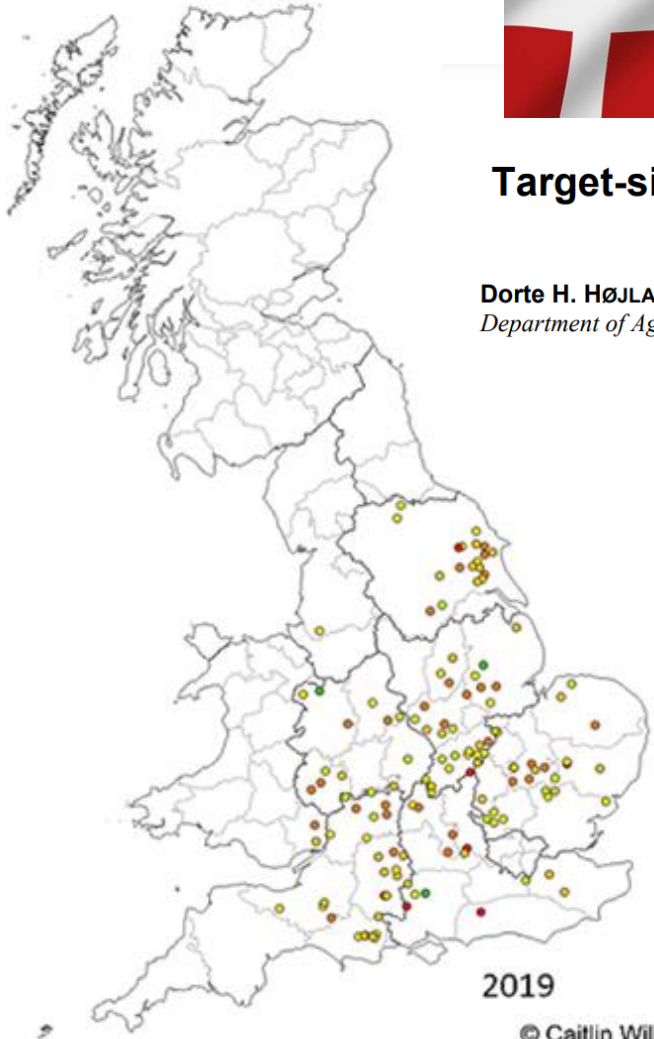 Target-si
Dorte H. HØJLA
Department of Ag
2019
© Caitlin Wil